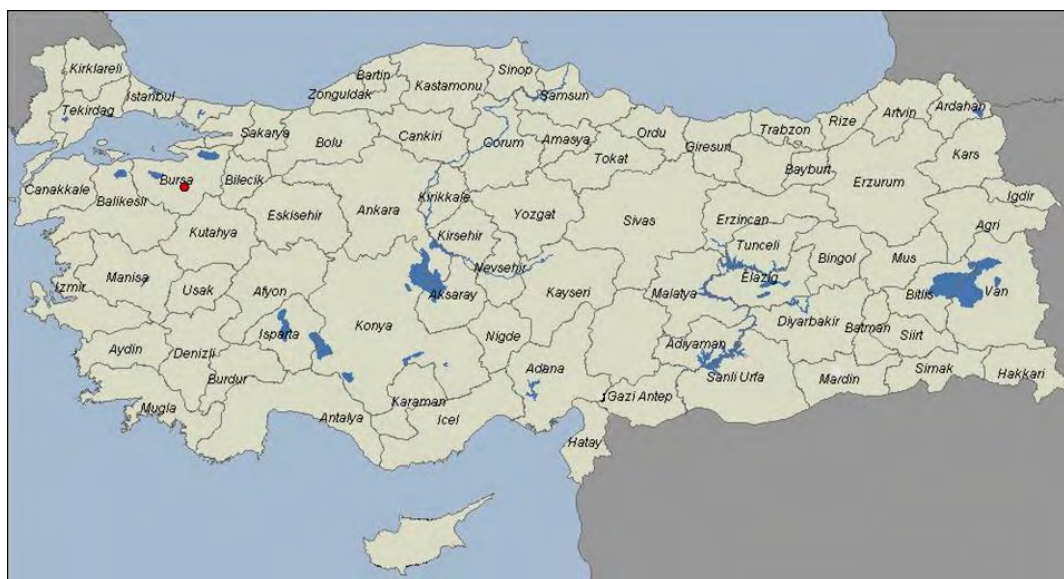 Kirklareli
Tekirdag
Istanbul
Zonguldak
Bartin
Kastamonu
Sinop
Samsun
Sakarya
Bolu
Cankiri
Corum
Amasya
Ordu
Tokat
Giresun
Trabzon
Rize
Artvin
Ardahan
Kars
Bayburt
Erzurum
Igdir
Canakkale
Balikesir
Bursa
Bilecik
Eskisehir
Ankara
Kirikkale
Yozgat
Sivas
Erzincan
Agri
Kutahya
Kirsehir
Nevsehir
Tunceli
Bingol
Mus
Izmir
Manisa
Usak
Afyon
Konya
Aksaray
Kayseri
Malatya
Elazig
Bitlis
Van
Isparta
Nigde
Adiyaman
Diyarbakir
Batman
Siirt
Aydin
Denizli
Burdur
Adana
Sanli Urfa
Mardin
Sirnak
Hakkari
Mugla
Antalya
Karaman
Icel
Gazi Antep
Hatay